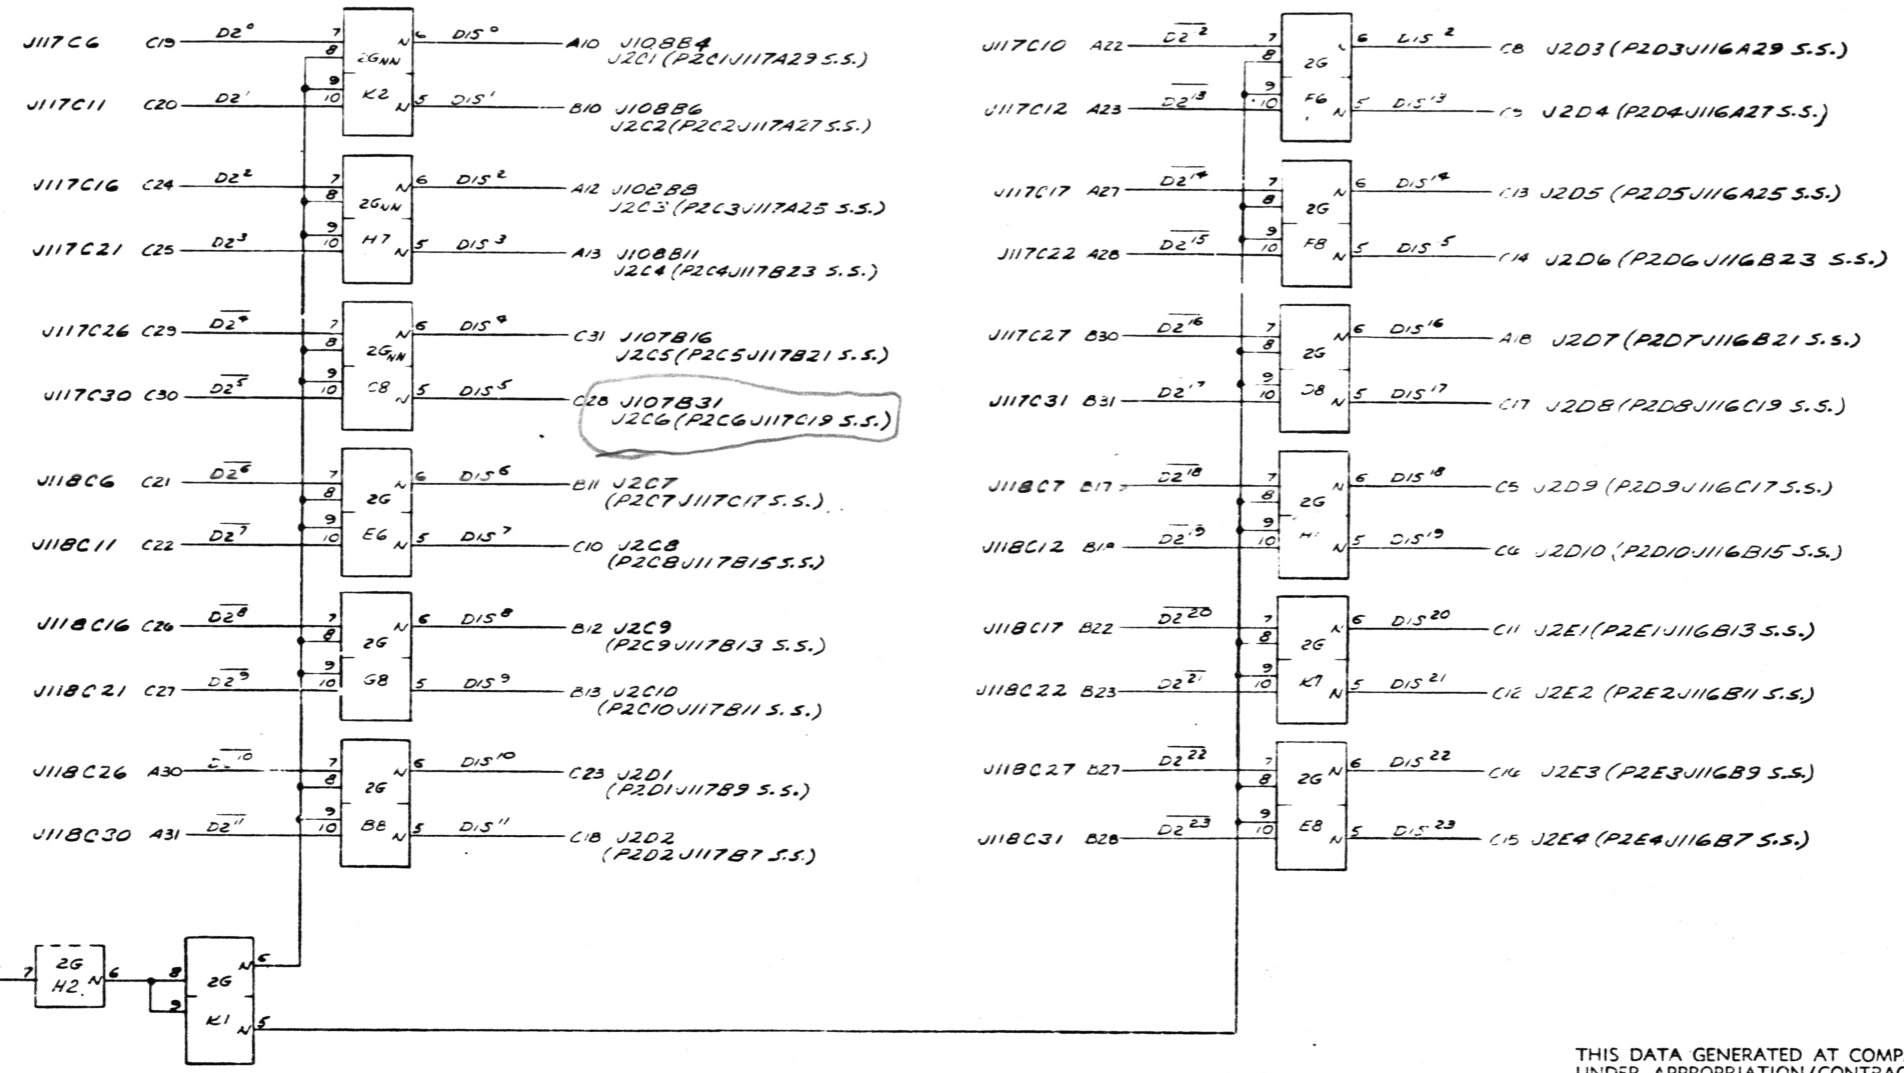 J117C6 C19 D2⁰ 7 8 2GNN N 6 DIS⁰ A10 J108B4
J2C1 (P2C1J117A29 S.S.)
J117C11 C20 D2¹ 9 10 K2 N 5 DIS¹ B10 J108B6
J2C2 (P2C2J117A27 S.S.)
J117C16 C24 D2² 7 8 2GNN N 6 DIS² A12 J108B8
J2C3 (P2C3J117A25 S.S.)
J117C21 C25 D2³ 9 10 H7 N 5 DIS³ A13 J108B11
J2C4 (P2C4J117B23 S.S.)
J117C26 C29 D2⁴ 7 8 2GNN N 6 DIS⁴ C31 J107B16
J2C5 (P2C5J117B21 S.S.)
J117C30 C30 D2⁵ 9 10 C8 N 5 DIS⁵ C28 J107B31
J2C6 (P2C6J117C19 S.S.)
J118C6 C21 D2⁶ 7 8 2G N 6 DIS⁶ B11 J2C7
(P2C7J117C17 S.S.)
J118C11 C22 D2⁷ 9 10 E6 N 5 DIS⁷ C10 J2C8
(P2C8J117B15 S.S.)
J118C16 C26 D2⁸ 7 8 2G N 6 DIS⁸ B12 J2C9
(P2C9J117B13 S.S.)
J118C21 C27 D2⁹ 9 10 G8 N 5 DIS⁹ B13 J2C10
(P2C10J117B11 S.S.)
J118C26 A30 7 8 2G N 6 DIS¹⁰ C23 J2D1
(P2D1J117B9 S.S.)
J118C30 A31 D2¹¹ 9 10 B8 N 5 DIS¹¹ C18 J2D2
(P2D2J117B7 S.S.)
7 2G H2 N 6 8 9 2G K1 N 6 N 5
J117C10 A22 7 8 2G 6 C8 J2D3 (P2D3J116A29 S.S.)
J117C12 A23 D2¹³ 9 10 F6 N 5 DIS¹³ J2D4 (P2D4J116A27 S.S.)
J117C17 A27 D2¹⁴ 7 8 2G N 6 DIS¹⁴ C13 J2D5 (P2D5J116A25 S.S.)
J117C22 A28 D2¹⁵ 9 10 F8 N 5 C14 J2D6 (P2D6J116B23 S.S.)
J117C27 B30 D2¹⁶ 7 8 2G N 6 DIS¹⁶ A18 J2D7 (P2D7J116B21 S.S.)
J117C31 B31 D2¹⁷ 9 10 D8 N 5 DIS¹⁷ C17 J2D8 (P2D8J116C19 S.S.)
J118C7 B17 D2¹⁸ 7 8 2G N 6 DIS¹⁸ C5 J2D9 (P2D9J116C17 S.S.)
J118C12 D2¹⁹ 9 10 N 5 DIS¹⁹ J2D10 (P2D10J116B15 S.S.)
J118C17 B22 D2²⁰ 7 8 2G N 6 DIS²⁰ C11 J2E1 (P2E1J116B13 S.S.)
J118C22 B23 D2²¹ 9 10 K7 N 5 DIS²¹ C12 J2E2 (P2E2J116B11 S.S.)
J118C27 B27 D2²² 7 8 2G N 6 DIS²² C16 J2E3 (P2E3J116B9 S.S.)
J118C31 B28 D2²³ 9 10 E8 N 5 DIS²³ C15 J2E4 (P2E4J116B7 S.S.)
THIS DATA GENERATED AT COMP
UNDER APPROPRIATION/CONTRAC